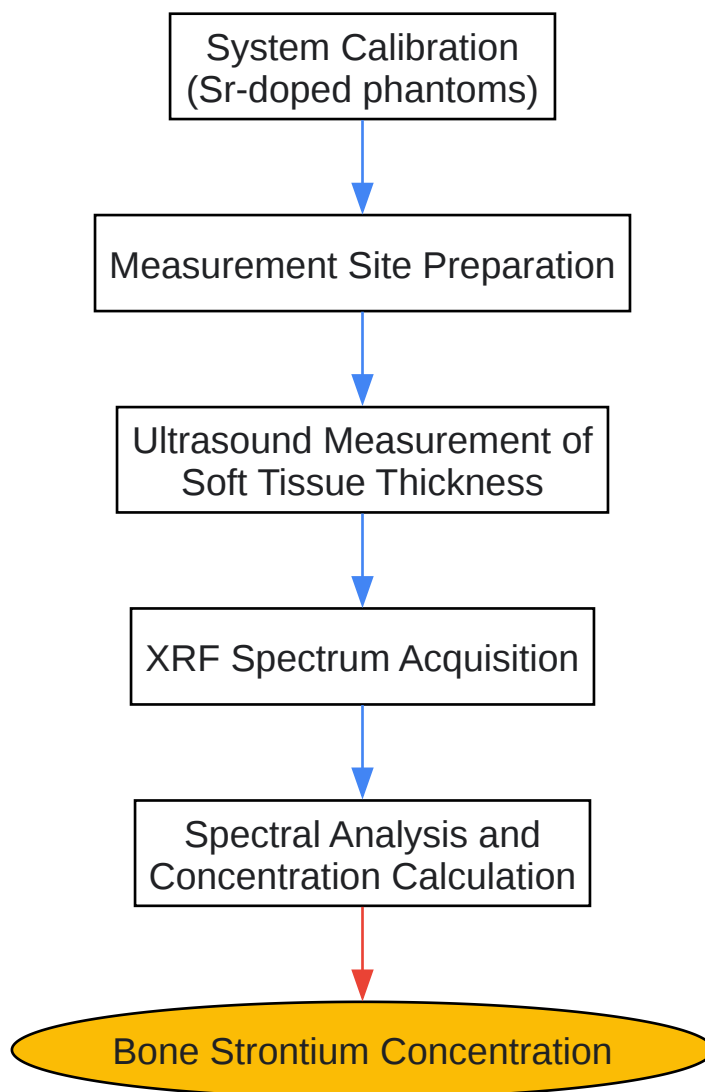 System Calibration
(Sr-doped phantoms)
Measurement Site Preparation
Ultrasound Measurement of
Soft Tissue Thickness
XRF Spectrum Acquisition
Spectral Analysis and
Concentration Calculation
Bone Strontium Concentration